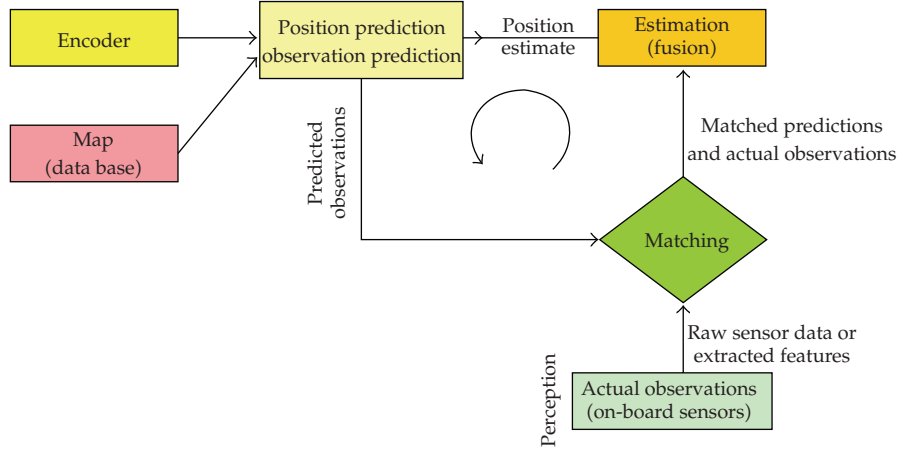 Encoder
Position prediction
observation prediction
Position
estimate
Estimation
(fusion)
Map
(data base)
Predicted
observations
Matched predictions
and actual observations
Matching
Raw sensor data or
extracted features
Perception
Actual observations
(on-board sensors)